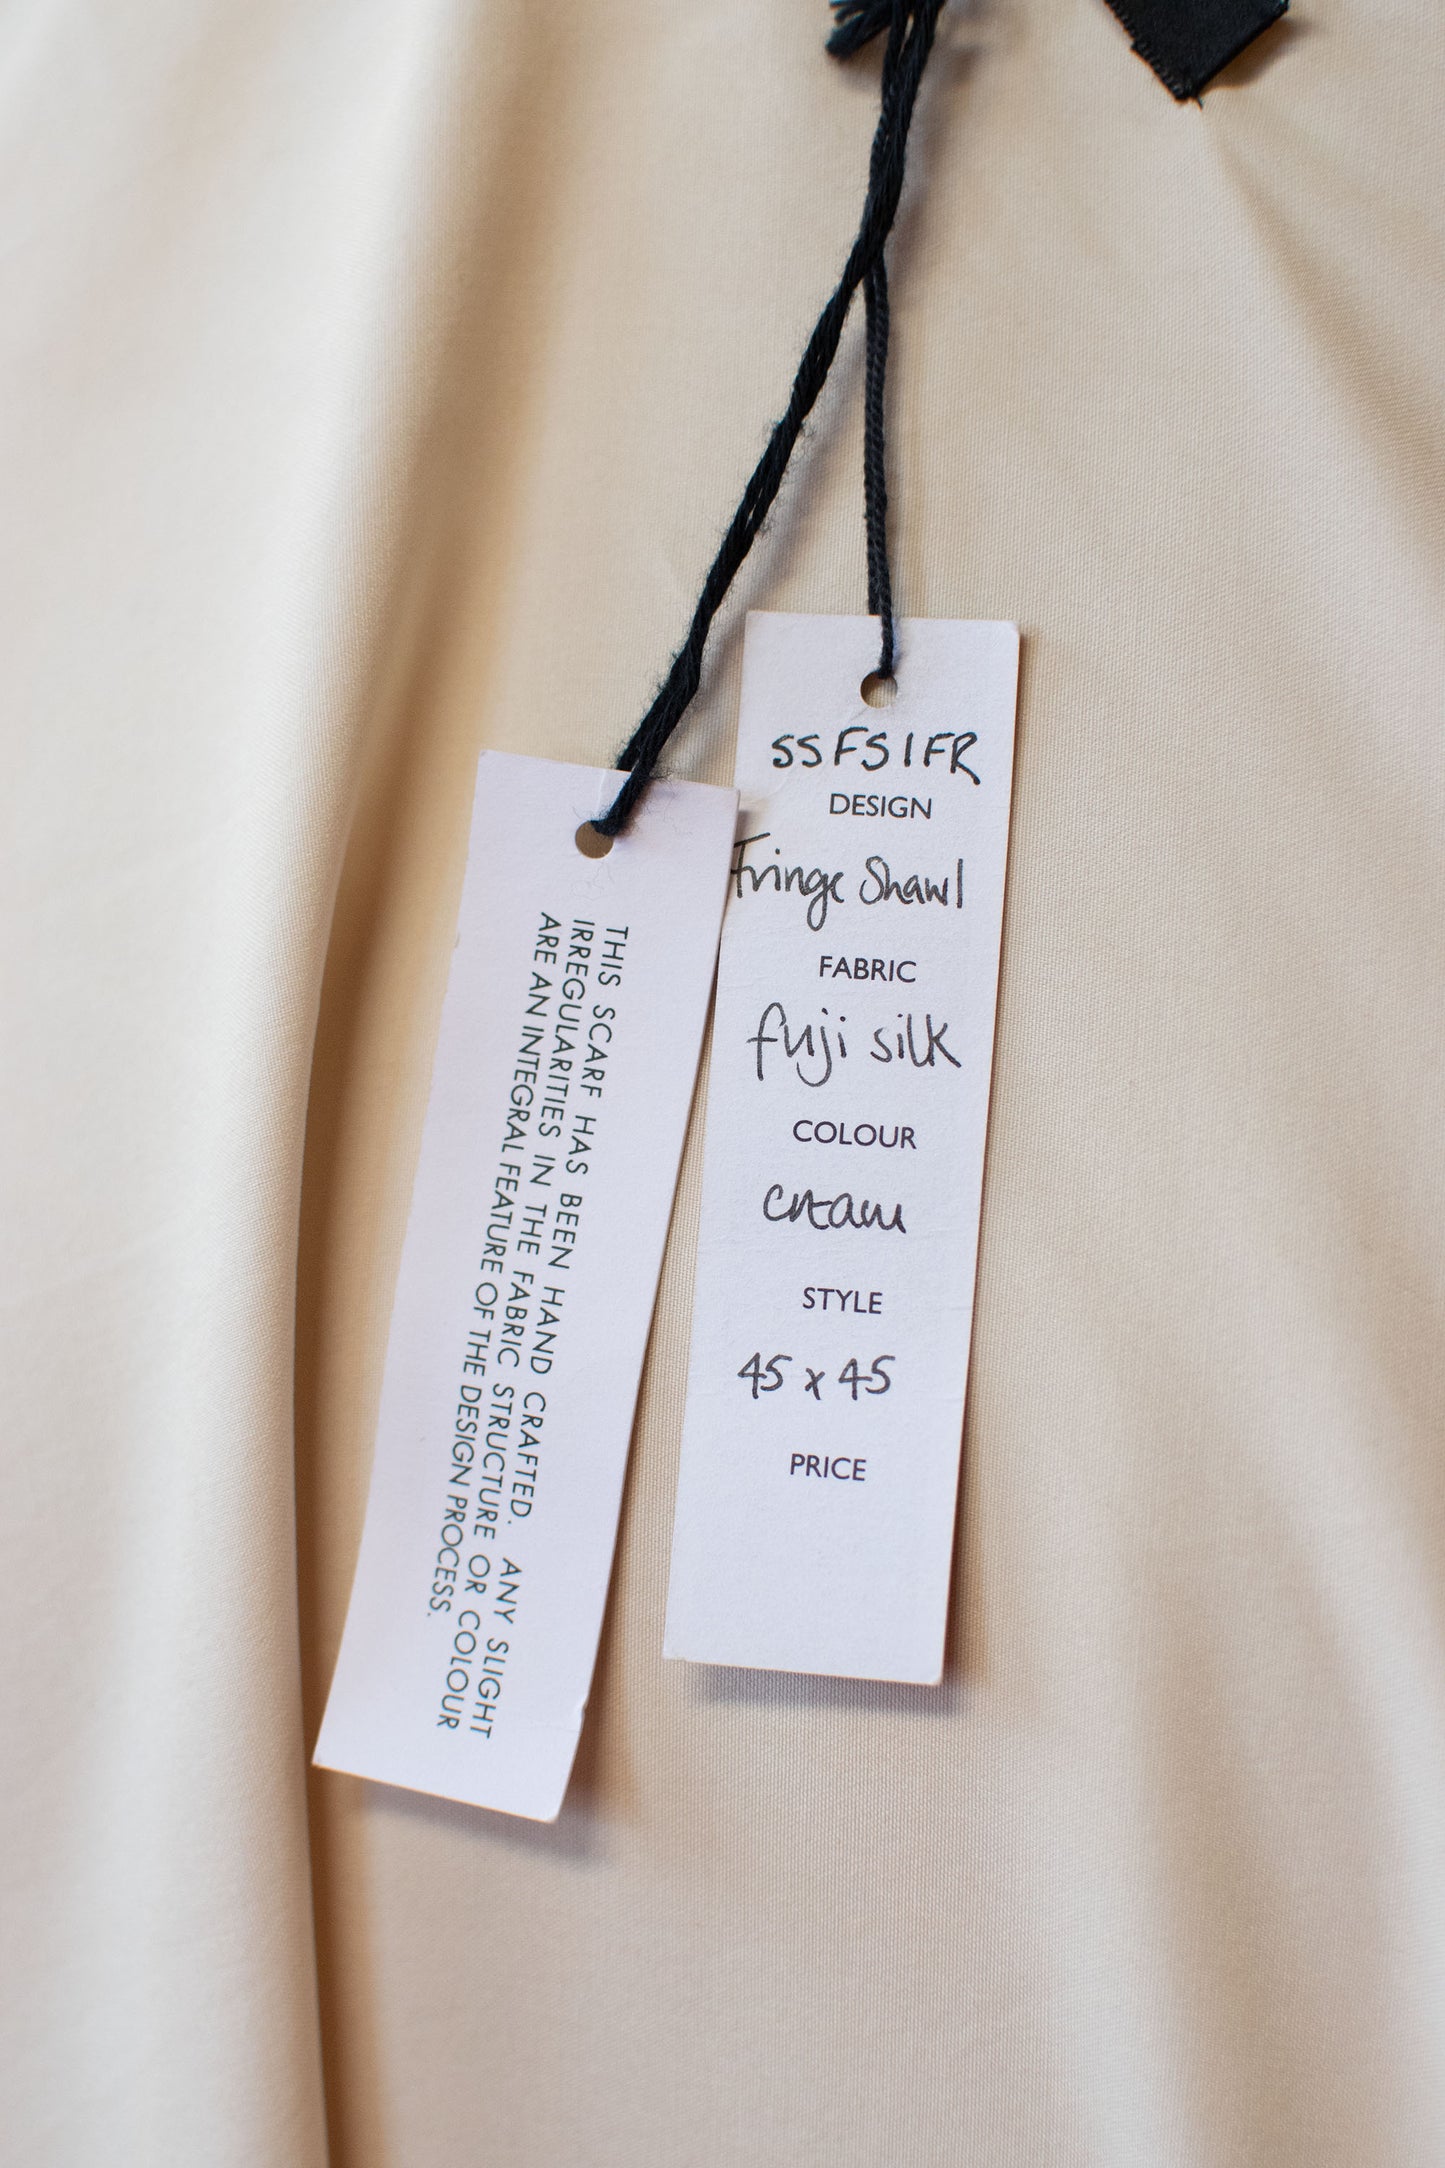 THIS SCARF HAS BEEN HAND CRAFTED. ANY SLIGHT
IRREGULARITIES IN THE FABRIC STRUCTURE OR COLOUR
ARE AN INTEGRAL FEATURE OF THE DESIGN PROCESS.
SSFS1FR
DESIGN
Fringe Shawl
FABRIC
fuji silk
COLOUR
cream
STYLE
45 x 45
PRICE